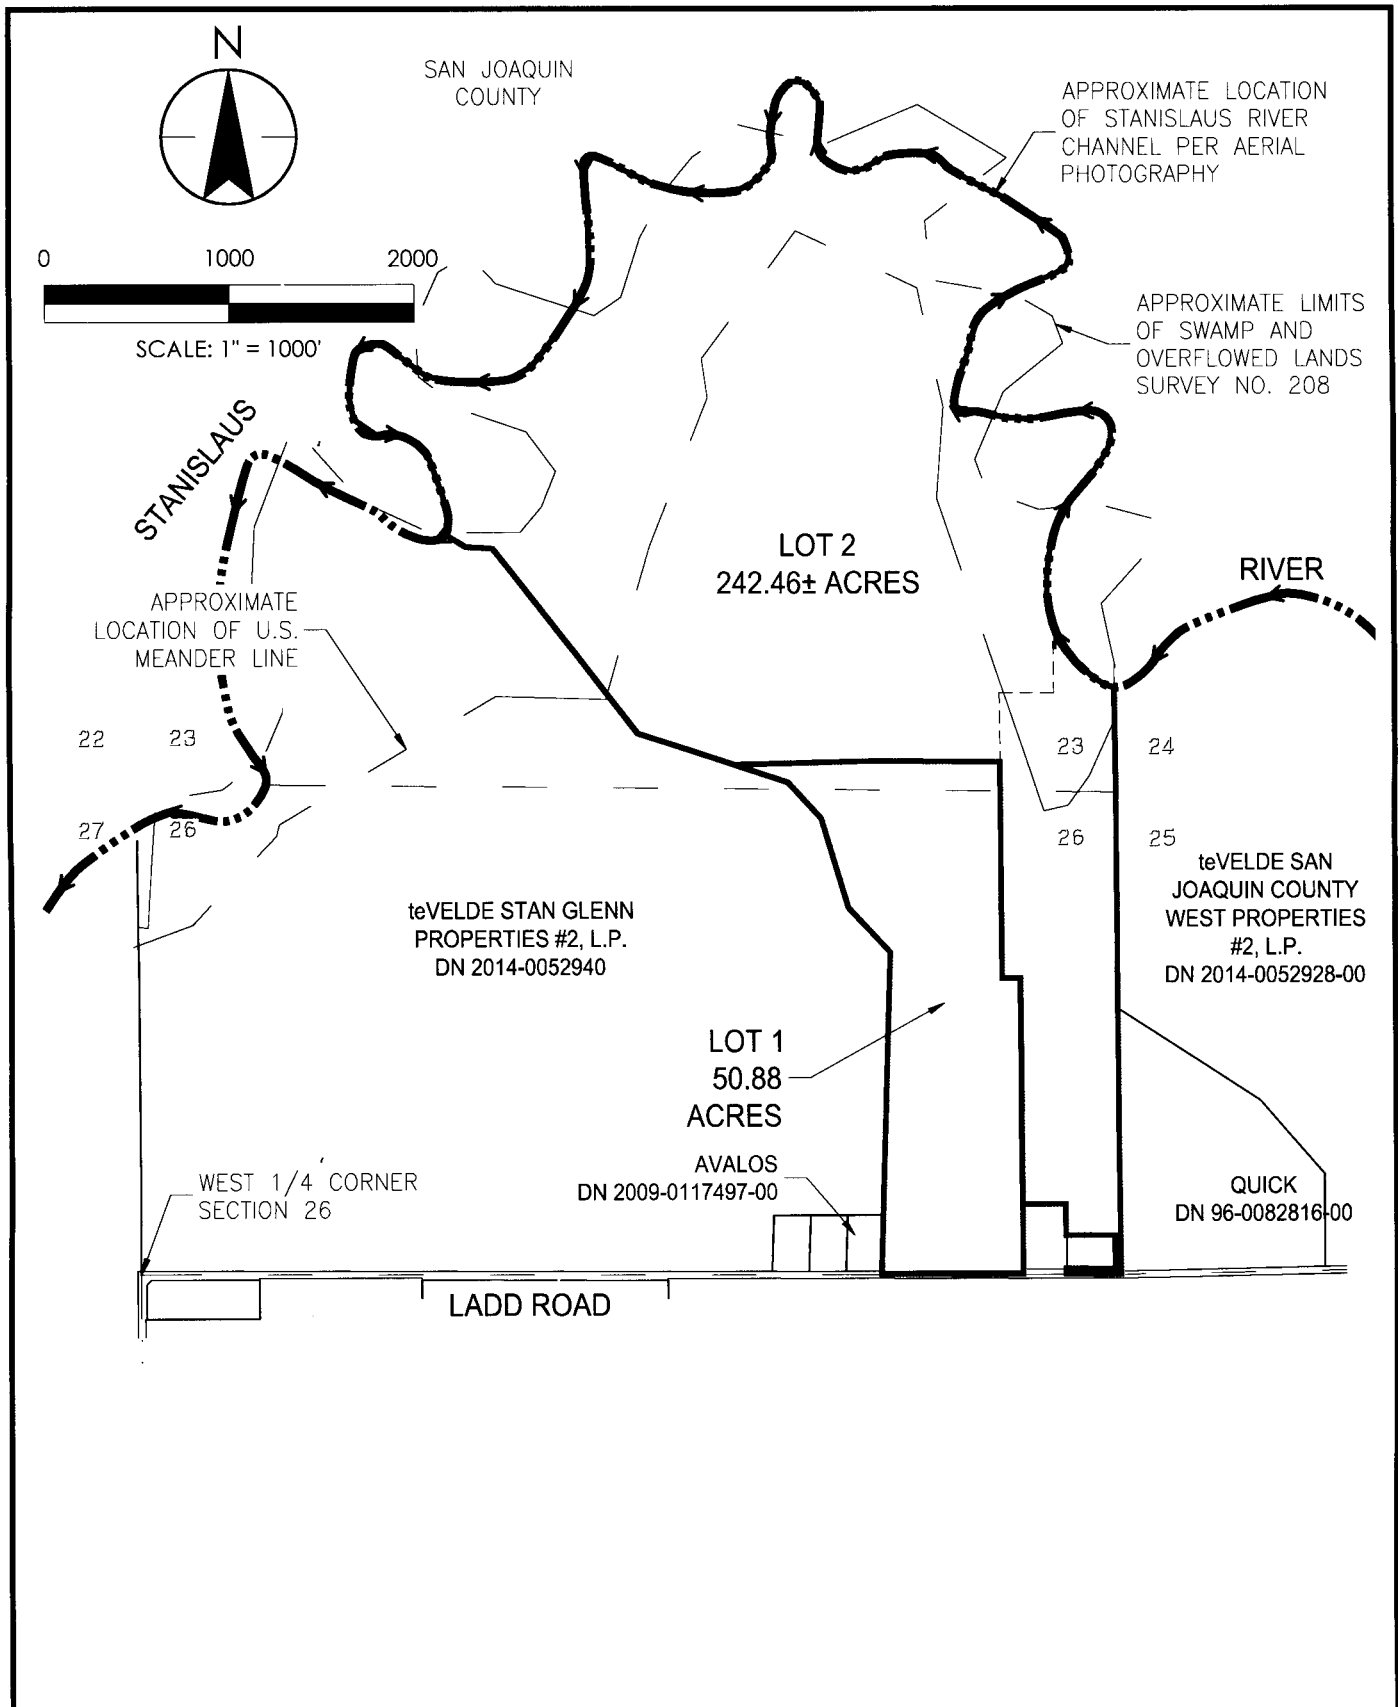 N
SAN JOAQUIN
COUNTY
APPROXIMATE LOCATION
OF STANISLAUS RIVER
CHANNEL PER AERIAL
PHOTOGRAPHY
0 1000 2000
SCALE: 1" = 1000'
APPROXIMATE LIMITS
OF SWAMP AND
OVERFLOWED LANDS
SURVEY NO. 208
STANISLAUS
LOT 2
242.46± ACRES
RIVER
APPROXIMATE
LOCATION OF U.S.
MEANDER LINE
22 23
27 26
23 24
26 25
teVELDE SAN
JOAQUIN COUNTY
WEST PROPERTIES
#2, L.P.
DN 2014-0052928-00
teVELDE STAN GLENN
PROPERTIES #2, L.P.
DN 2014-0052940
LOT 1
50.88
ACRES
AVALOS
DN 2009-0117497-00
WEST 1/4 CORNER
SECTION 26
QUICK
DN 96-0082816-00
LADD ROAD